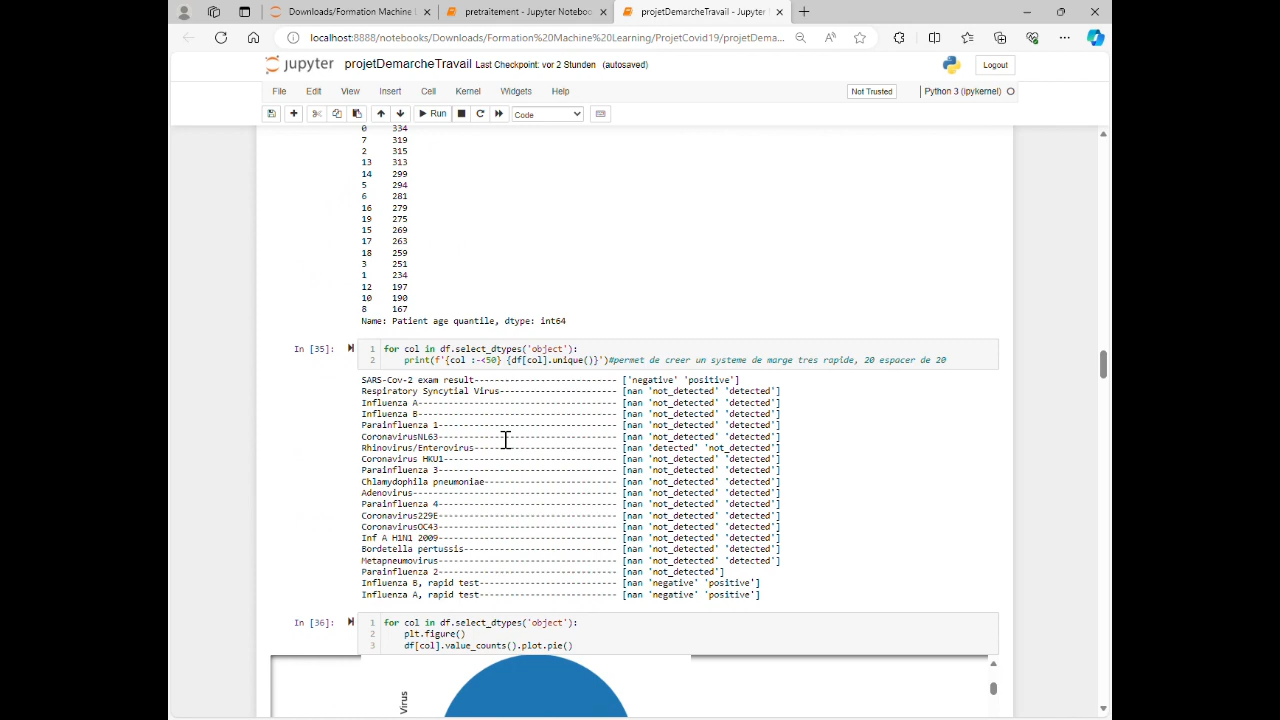 Downloads/Formation Machine
pretraitement - Jupyter Notebo
projetDemarcheTravail - Jupyter
localhost:8888/notebooks/Downloads/Formation%20Machine%20Learning/ProjetCovid19/projetDema...
jupyter projetDemarcheTravail Last Checkpoint: vor 2 Stunden (autosaved)
Logout
File Edit View Insert Cell Kernel Widgets Help
Not Trusted
Python 3 (ipykernel)
Run
Code
0 334
7 319
2 315
13 313
14 299
5 294
6 281
16 279
19 275
15 269
17 263
18 259
3 251
1 234
12 197
10 190
8 167
Name: Patient age quantile, dtype: int64
In [35]:
1 for col in df.select_dtypes('object'):
2 print(f'{col :-<50} {df[col].unique()}')#permet de creer un systeme de marge tres rapide, 20 espacer de 20
SARS-Cov-2 exam result---------------------------- ['negative' 'positive']
Respiratory Syncytial Virus----------------------- [nan 'not_detected' 'detected']
Influenza A--------------------------------------- [nan 'not_detected' 'detected']
Influenza B--------------------------------------- [nan 'not_detected' 'detected']
Parainfluenza 1----------------------------------- [nan 'not_detected' 'detected']
CoronavirusNL63----------------------------------- [nan 'not_detected' 'detected']
Rhinovirus/Enterovirus---------------------------- [nan 'detected' 'not_detected']
Coronavirus HKU1---------------------------------- [nan 'not_detected' 'detected']
Parainfluenza 3----------------------------------- [nan 'not_detected' 'detected']
Chlamydophila pneumoniae-------------------------- [nan 'not_detected' 'detected']
Adenovirus---------------------------------------- [nan 'not_detected' 'detected']
Parainfluenza 4----------------------------------- [nan 'not_detected' 'detected']
Coronavirus229E----------------------------------- [nan 'not_detected' 'detected']
CoronavirusOC43----------------------------------- [nan 'not_detected' 'detected']
Inf A H1N1 2009----------------------------------- [nan 'not_detected' 'detected']
Bordetella pertussis------------------------------ [nan 'not_detected' 'detected']
Metapneumovirus----------------------------------- [nan 'not_detected' 'detected']
Parainfluenza 2----------------------------------- [nan 'not_detected']
Influenza B, rapid test--------------------------- [nan 'negative' 'positive']
Influenza A, rapid test--------------------------- [nan 'negative' 'positive']
In [36]:
1 for col in df.select_dtypes('object'):
2 plt.figure()
3 df[col].value_counts().plot.pie()
Virus